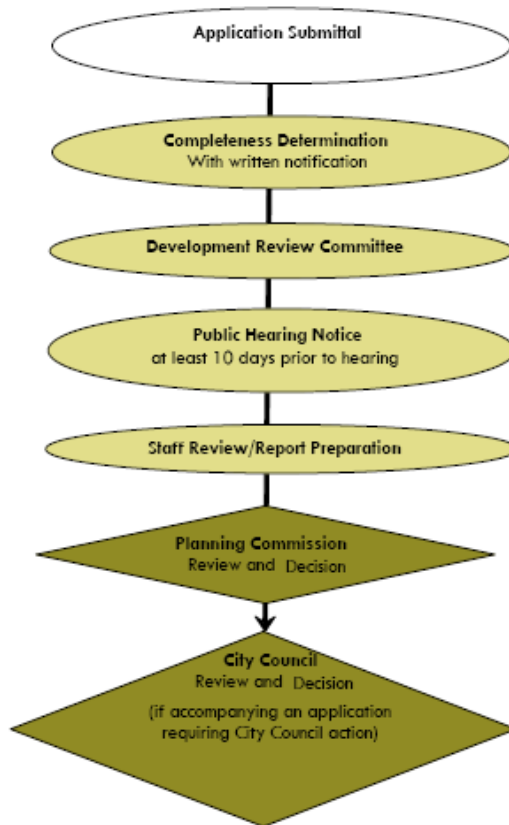 Application Submittal
Completeness Determination
With written notification
Development Review Committee
Public Hearing Notice
at least 10 days prior to hearing
Staff Review/Report Preparation
Planning Commission
Review and Decision
City Council
Review and Decision
(if accompanying an application
requiring City Council action)